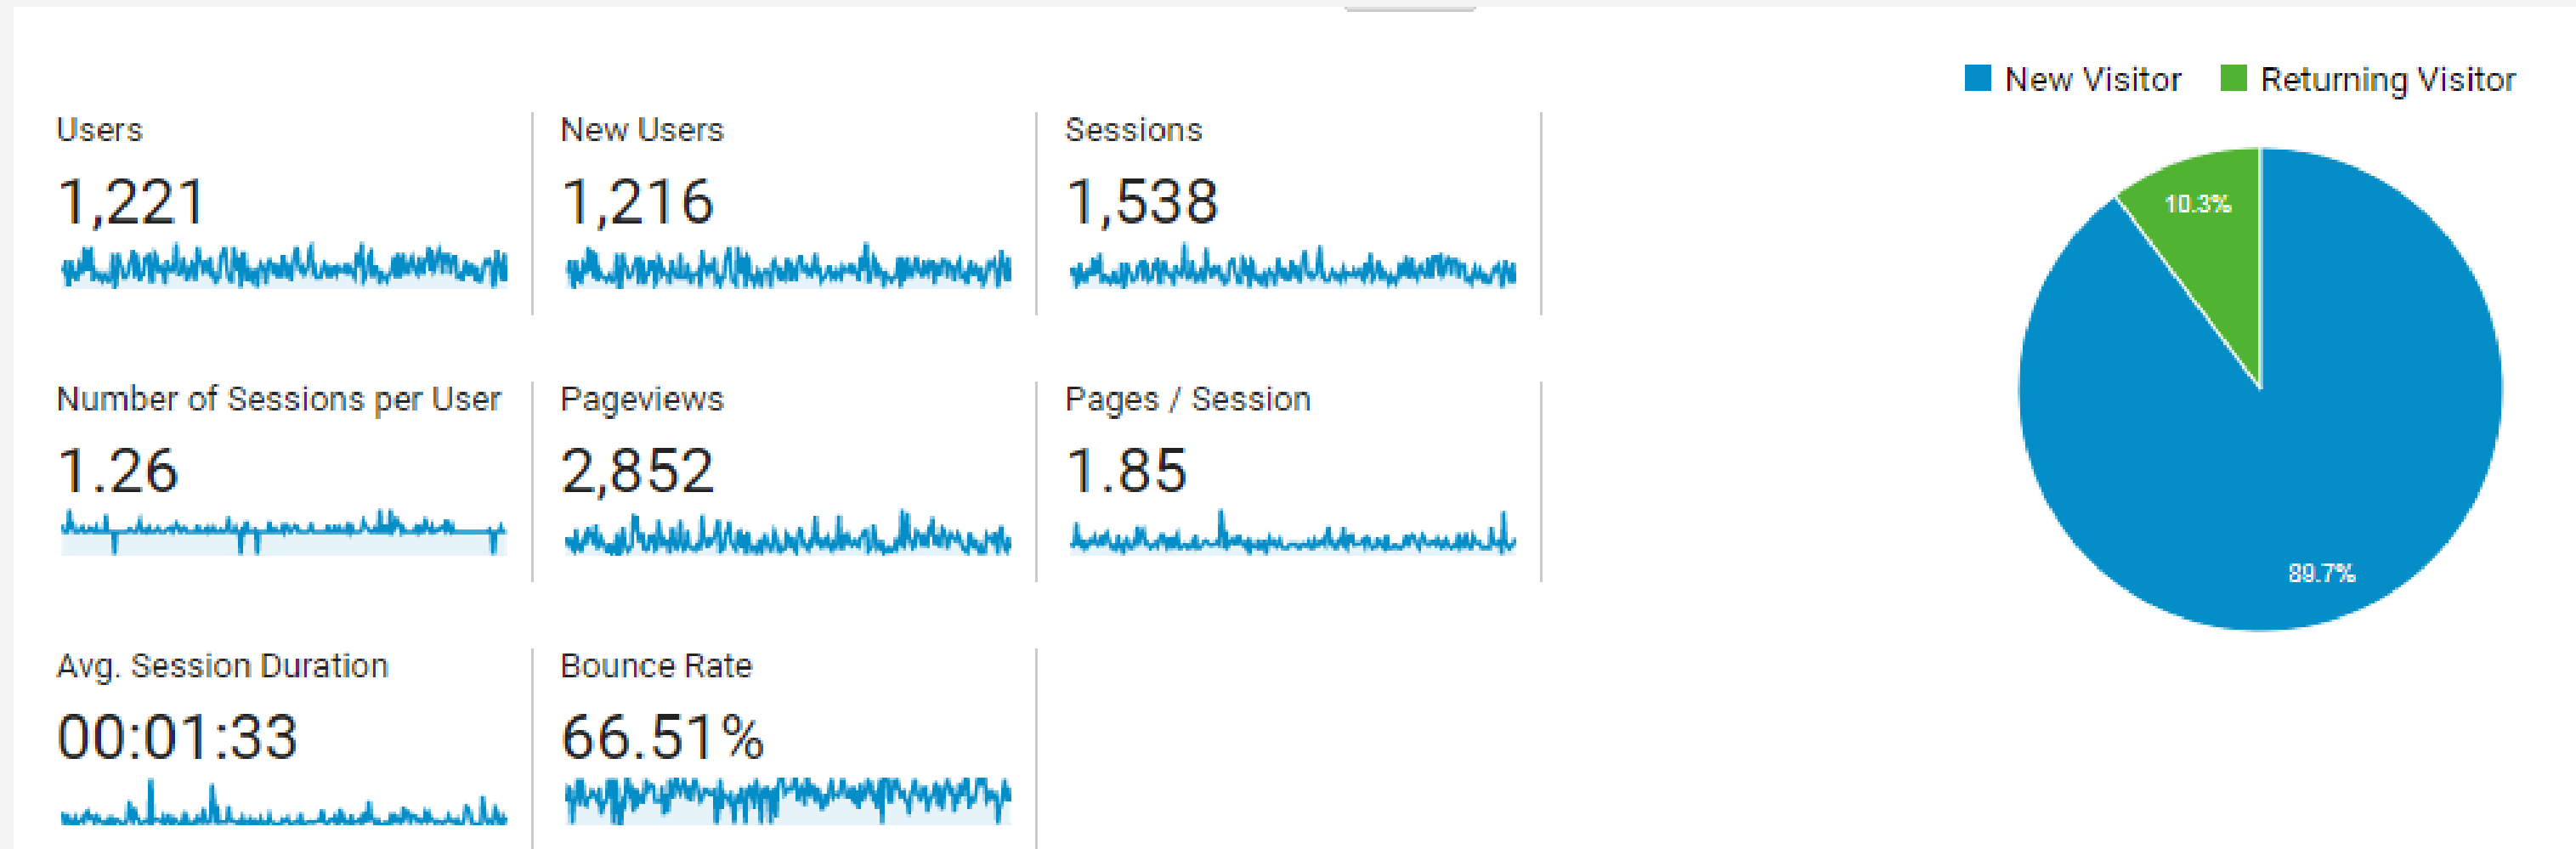 New Visitor Returning Visitor
Users New Users Sessions
1,221 1,216 1,538
10.3%
Number of Sessions per User Pageviews Pages / Session
1.26 2,852 1.85
89.7%
Avg. Session Duration Bounce Rate
00:01:33 66.51%